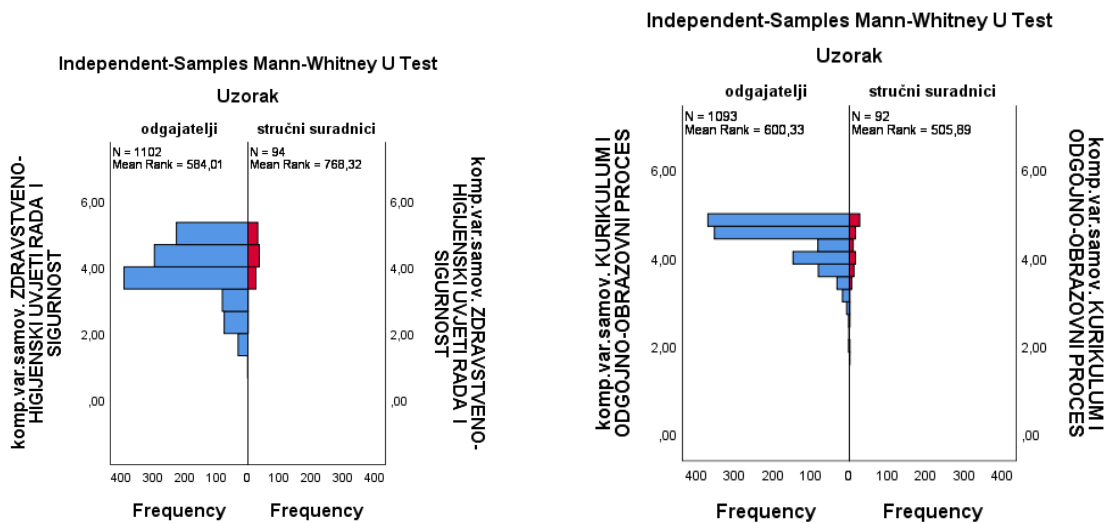 Independent-Samples Mann-Whitney U Test
Uzorak
odgajatelji
stručni suradnici
N = 1102
Mean Rank = 584,01
N = 94
Mean Rank = 768,32
komp.var.samov. ZDRAVSTVENO-
HIGIJENSKI UVJETI RADA I
SIGURNOST
6,00
4,00
2,00
,00
6,00
4,00
2,00
,00
komp.var.samov. ZDRAVSTVENO-
HIGIJENSKI UVJETI RADA I
SIGURNOST
400 300 200 100 0 100 200 300 400
Frequency
Frequency
Independent-Samples Mann-Whitney U Test
Uzorak
odgajatelji
stručni suradnici
N = 1093
Mean Rank = 600,33
N = 92
Mean Rank = 505,89
komp.var.samov. KURIKULUM I
ODGOJNO-OBRAZOVNI PROCES
6,00
4,00
2,00
,00
6,00
4,00
2,00
,00
komp.var.samov. KURIKULUM I
ODGOJNO-OBRAZOVNI PROCES
400 300 200 100 0 100 200 300 400
Frequency
Frequency